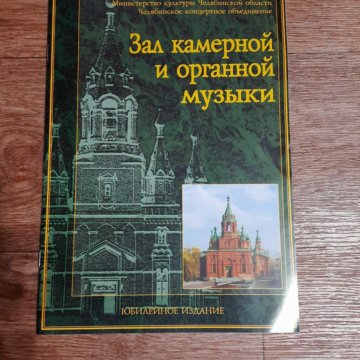 Министерство культуры Челябинской области
Челябинское концертное объединение
Зал камерной
и органной
музыки
ЮБИЛЕЙНОЕ ИЗДАНИЕ